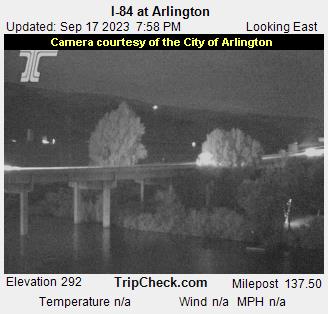 I-84 at Arlington
Updated: Sep 17 2023 7:58 PM Looking East
Camera courtesy of the City of Arlington
Elevation 292 TripCheck.com Milepost 137.50
Temperature n/a Wind n/a MPH n/a